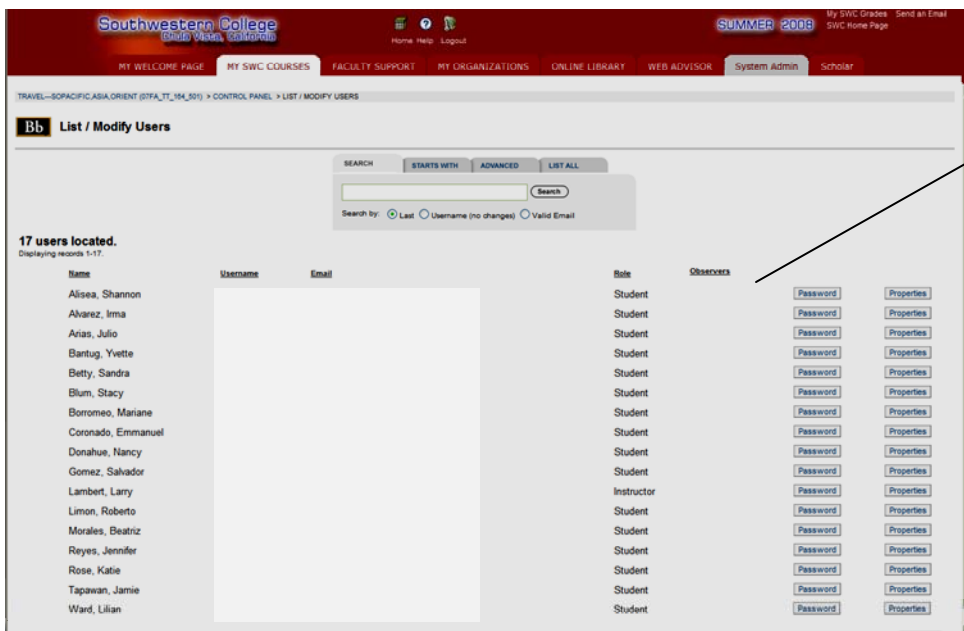 Southwestern College
Chula Vista, California
Home Help Logout
SUMMER 2008
My SWC Grades Send an Email
SWC Home Page
MY WELCOME PAGE MY SWC COURSES FACULTY SUPPORT MY ORGANIZATIONS ONLINE LIBRARY WEB ADVISOR System Admin Scholar
TRAVEL--SOPACIFIC,ASIA,ORIENT (07FA_TT_164_501) > CONTROL PANEL > LIST / MODIFY USERS
Bb List / Modify Users
SEARCH STARTS WITH ADVANCED LIST ALL
Search
Search by: Last Username (no changes) Valid Email
17 users located.
Displaying records 1-17.
Name Username Email Role Observers
Alisea, Shannon Student Password Properties
Alvarez, Irma Student Password Properties
Arias, Julio Student Password Properties
Bantug, Yvette Student Password Properties
Betty, Sandra Student Password Properties
Blum, Stacy Student Password Properties
Borromeo, Mariane Student Password Properties
Coronado, Emmanuel Student Password Properties
Donahue, Nancy Student Password Properties
Gomez, Salvador Student Password Properties
Lambert, Larry Instructor Password Properties
Limon, Roberto Student Password Properties
Morales, Beatriz Student Password Properties
Reyes, Jennifer Student Password Properties
Rose, Katie Student Password Properties
Tapawan, Jamie Student Password Properties
Ward, Lilian Student Password Properties